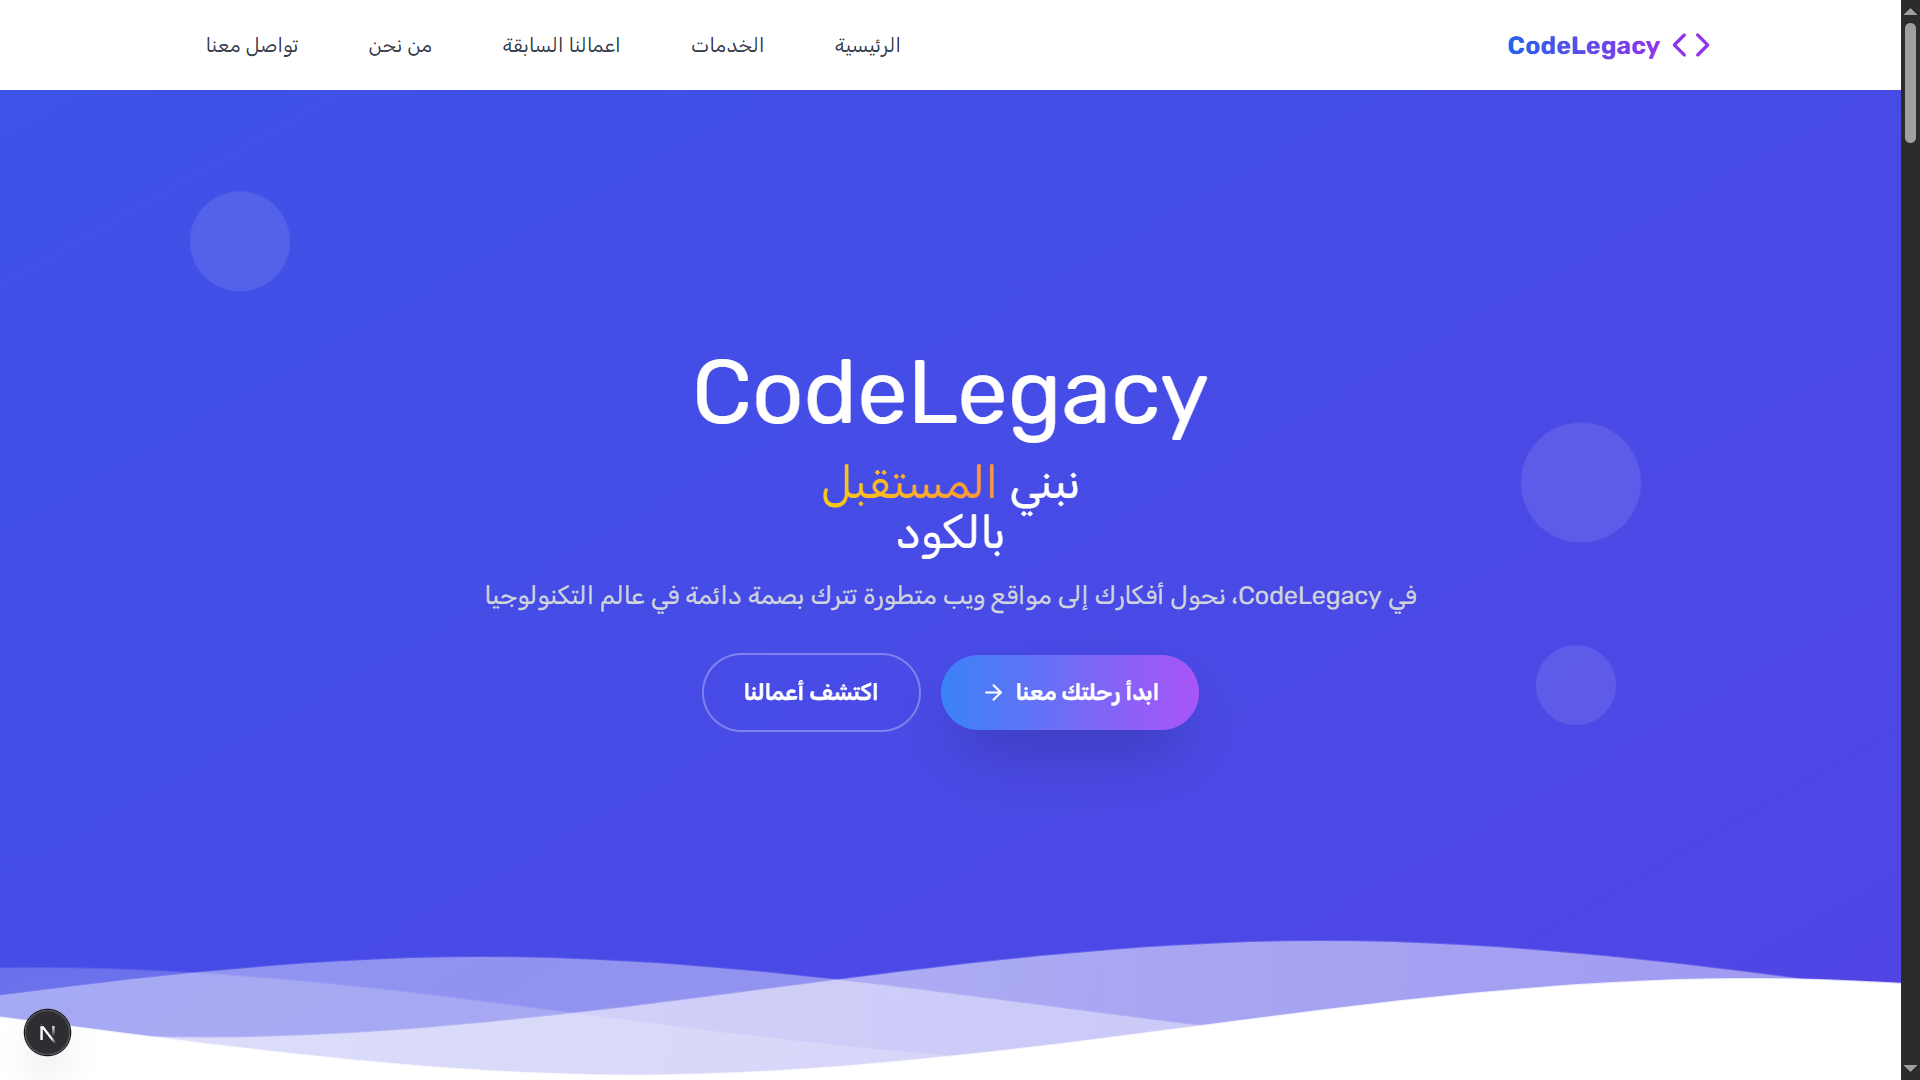 CodeLegacy
الرئيسية
الخدمات
اعمالنا السابقة
من نحن
تواصل معنا
CodeLegacy
نبني المستقبل
بالكود
في CodeLegacy، نحول أفكارك إلى مواقع ويب متطورة تترك بصمة دائمة في عالم التكنولوجيا
ابدأ رحلتك معنا
اكتشف أعمالنا
N